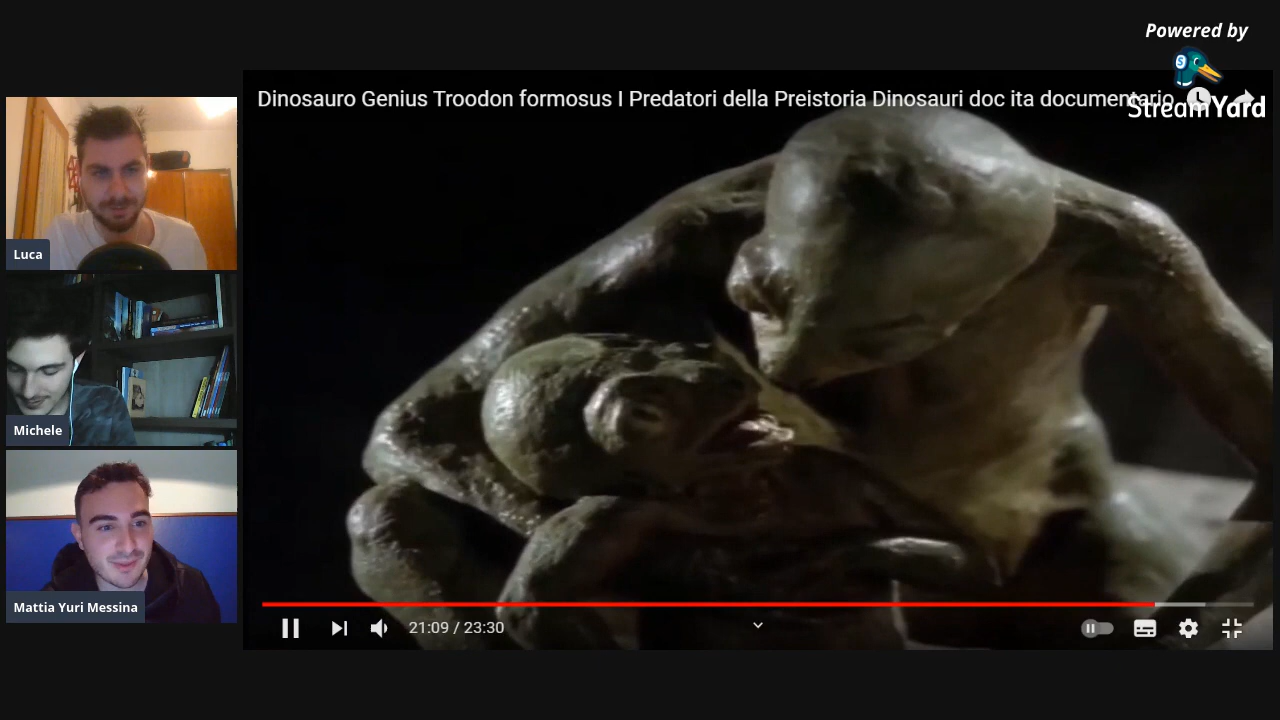 Powered by
StreamYard
Dinosauro Genius Troodon formosus I Predatori della Preistoria Dinosauri doc ita documentario
Luca
Michele
Mattia Yuri Messina
21:09 / 23:30